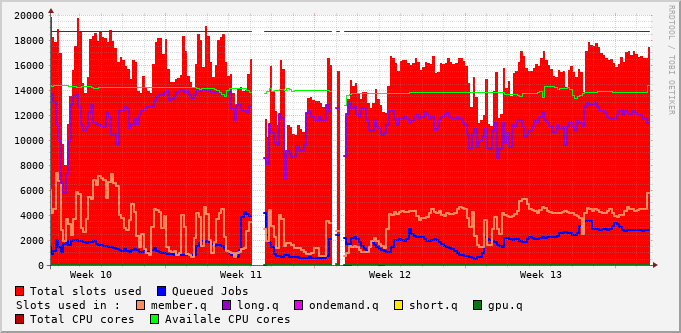 RRDTOOL / TOBI OETIKER
20000
18000
16000
14000
12000
10000
8000
6000
4000
2000
0
Week 10 Week 11 Week 12 Week 13
Total slots used Queued Jobs
Slots used in : member.q long.q ondemand.q short.q gpu.q
Total CPU cores Availale CPU cores